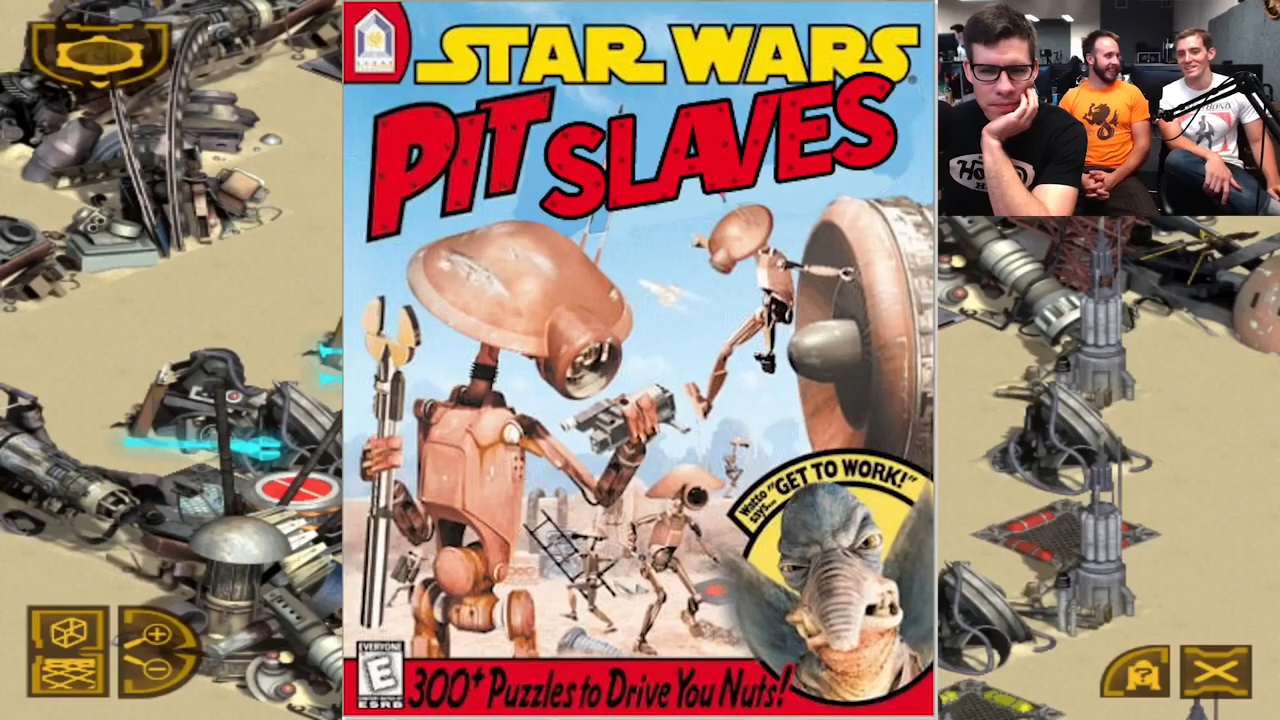 STAR WARS
PIT SLAVES
Watto says... "GET TO WORK!"
EVERYONE
E
ESRB
300+ Puzzles to Drive You Nuts!